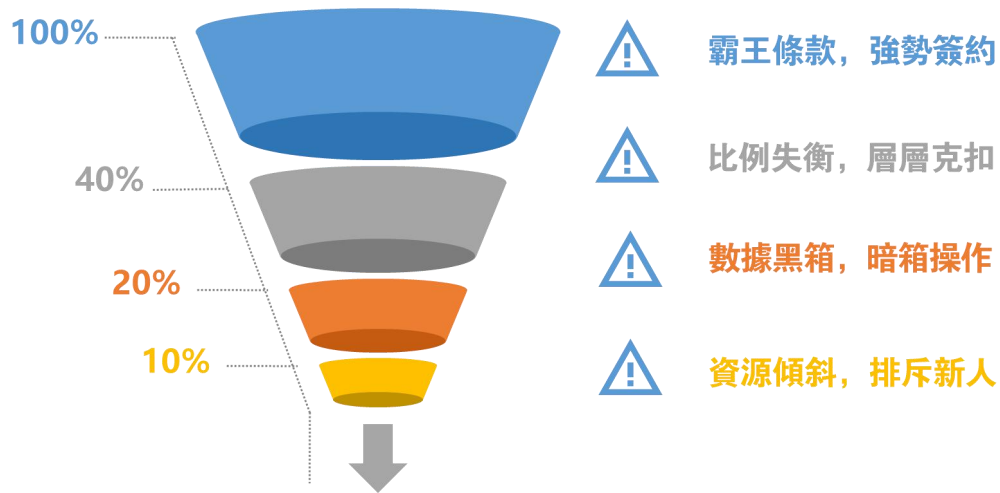 100%
霸王條款，強勢簽約
40%
比例失衡，層層克扣
20%
數據黑箱，暗箱操作
10%
資源傾斜，排斥新人